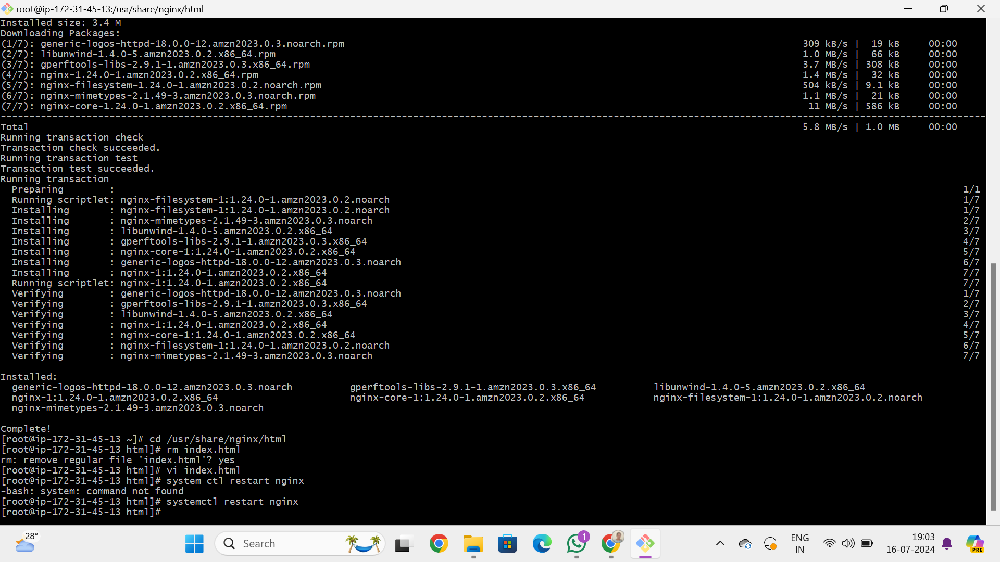 root@ip-172-31-45-13:/usr/share/nginx/html
Installed size: 3.4 M
Downloading Packages:
(1/7): generic-logos-httpd-18.0.0-12.amzn2023.0.3.noarch.rpm 309 kB/s | 19 kB 00:00
(2/7): libunwind-1.4.0-5.amzn2023.0.2.x86_64.rpm 1.0 MB/s | 66 kB 00:00
(3/7): gperftools-libs-2.9.1-1.amzn2023.0.3.x86_64.rpm 3.7 MB/s | 308 kB 00:00
(4/7): nginx-1.24.0-1.amzn2023.0.2.x86_64.rpm 1.4 MB/s | 32 kB 00:00
(5/7): nginx-filesystem-1.24.0-1.amzn2023.0.2.noarch.rpm 504 kB/s | 9.1 kB 00:00
(6/7): nginx-mimetypes-2.1.49-3.amzn2023.0.3.noarch.rpm 1.1 MB/s | 21 kB 00:00
(7/7): nginx-core-1.24.0-1.amzn2023.0.2.x86_64.rpm 11 MB/s | 586 kB 00:00
Total 5.8 MB/s | 1.0 MB 00:00
Running transaction check
Transaction check succeeded.
Running transaction test
Transaction test succeeded.
Running transaction
Preparing : 1/1
Running scriptlet: nginx-filesystem-1:1.24.0-1.amzn2023.0.2.noarch 1/7
Installing : nginx-filesystem-1:1.24.0-1.amzn2023.0.2.noarch 1/7
Installing : nginx-mimetypes-2.1.49-3.amzn2023.0.3.noarch 2/7
Installing : libunwind-1.4.0-5.amzn2023.0.2.x86_64 3/7
Installing : gperftools-libs-2.9.1-1.amzn2023.0.3.x86_64 4/7
Installing : nginx-core-1:1.24.0-1.amzn2023.0.2.x86_64 5/7
Installing : generic-logos-httpd-18.0.0-12.amzn2023.0.3.noarch 6/7
Installing : nginx-1:1.24.0-1.amzn2023.0.2.x86_64 7/7
Running scriptlet: nginx-1:1.24.0-1.amzn2023.0.2.x86_64 7/7
Verifying : generic-logos-httpd-18.0.0-12.amzn2023.0.3.noarch 1/7
Verifying : gperftools-libs-2.9.1-1.amzn2023.0.3.x86_64 2/7
Verifying : libunwind-1.4.0-5.amzn2023.0.2.x86_64 3/7
Verifying : nginx-1:1.24.0-1.amzn2023.0.2.x86_64 4/7
Verifying : nginx-core-1:1.24.0-1.amzn2023.0.2.x86_64 5/7
Verifying : nginx-filesystem-1:1.24.0-1.amzn2023.0.2.noarch 6/7
Verifying : nginx-mimetypes-2.1.49-3.amzn2023.0.3.noarch 7/7
Installed:
generic-logos-httpd-18.0.0-12.amzn2023.0.3.noarch gperftools-libs-2.9.1-1.amzn2023.0.3.x86_64 libunwind-1.4.0-5.amzn2023.0.2.x86_64
nginx-1:1.24.0-1.amzn2023.0.2.x86_64 nginx-core-1:1.24.0-1.amzn2023.0.2.x86_64 nginx-filesystem-1:1.24.0-1.amzn2023.0.2.noarch
nginx-mimetypes-2.1.49-3.amzn2023.0.3.noarch
Complete!
[root@ip-172-31-45-13 ~]# cd /usr/share/nginx/html
[root@ip-172-31-45-13 html]# rm index.html
rm: remove regular file 'index.html'? yes
[root@ip-172-31-45-13 html]# vi index.html
[root@ip-172-31-45-13 html]# system ctl restart nginx
-bash: system: command not found
[root@ip-172-31-45-13 html]# systemctl restart nginx
[root@ip-172-31-45-13 html]#
28°
Search
1
ENG
IN
19:03
16-07-2024
PRE